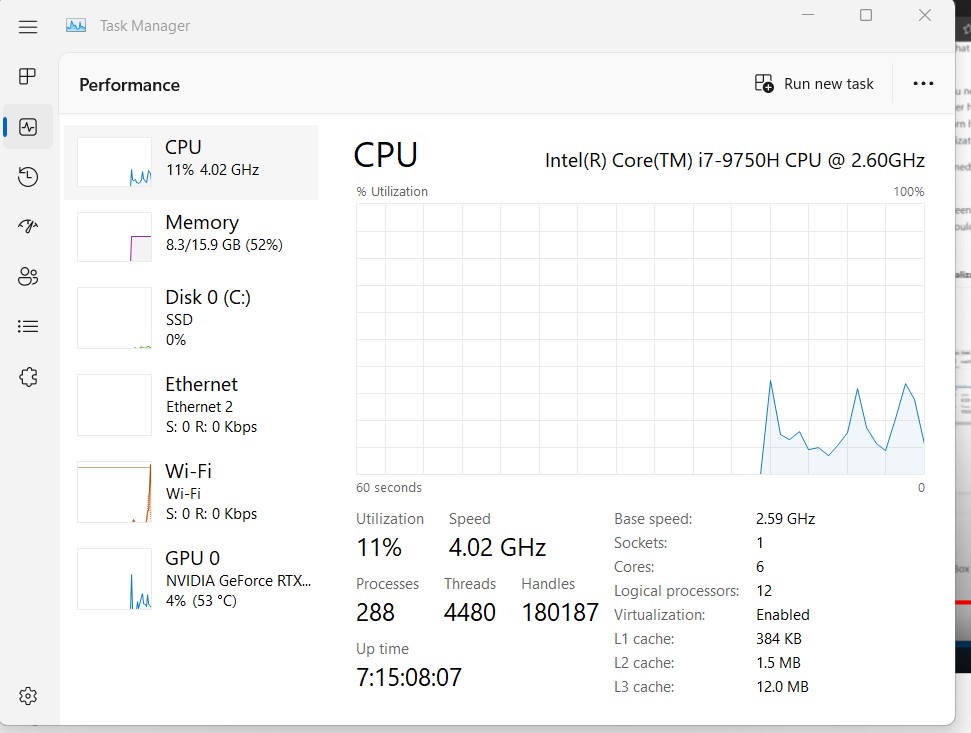 Task Manager
Performance
Run new task
CPU
11% 4.02 GHz
Memory
8.3/15.9 GB (52%)
Disk 0 (C:)
SSD
0%
Ethernet
Ethernet 2
S: 0 R: 0 Kbps
Wi-Fi
Wi-Fi
S: 0 R: 0 Kbps
GPU 0
NVIDIA GeForce RTX...
4% (53 °C)
CPU
Intel(R) Core(TM) i7-9750H CPU @ 2.60GHz
% Utilization 100%
60 seconds 0
Utilization Speed
11% 4.02 GHz
Processes Threads Handles
288 4480 180187
Up time
7:15:08:07
Base speed: 2.59 GHz
Sockets: 1
Cores: 6
Logical processors: 12
Virtualization: Enabled
L1 cache: 384 KB
L2 cache: 1.5 MB
L3 cache: 12.0 MB